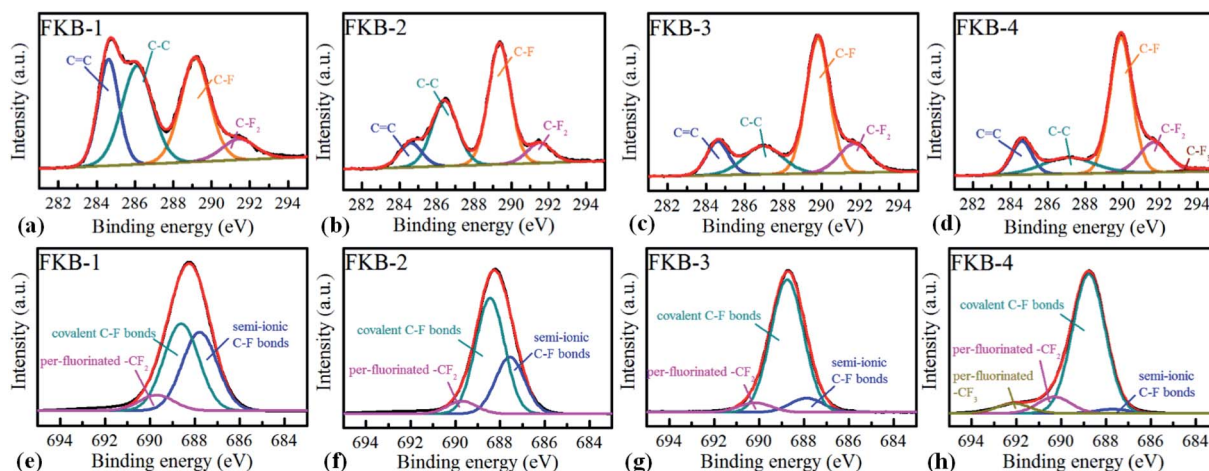 FKB-1
C=C
C-C
C-F
C-F₂
Intensity (a.u.)
282 284 286 288 290 292 294
Binding energy (eV)
(a)
FKB-2
C=C
C-C
C-F
C-F₂
Intensity (a.u.)
282 284 286 288 290 292 294
Binding energy (eV)
(b)
FKB-3
C=C
C-C
C-F
C-F₂
Intensity (a.u.)
282 284 286 288 290 292 294
Binding energy (eV)
(c)
FKB-4
C=C
C-C
C-F
C-F₂
C-F₃
Intensity (a.u.)
282 284 286 288 290 292 294
Binding energy (eV)
(d)
FKB-1
covalent C-F bonds
semi-ionic
C-F bonds
per-fluorinated -CF₂
Intensity (a.u.)
694 692 690 688 686 684
Binding energy (eV)
(e)
FKB-2
covalent C-F bonds
semi-ionic
C-F bonds
per-fluorinated -CF₂
Intensity (a.u.)
694 692 690 688 686 684
Binding energy (eV)
(f)
FKB-3
covalent C-F bonds
semi-ionic
C-F bonds
per-fluorinated -CF₂
Intensity (a.u.)
694 692 690 688 686 684
Binding energy (eV)
(g)
FKB-4
covalent C-F bonds
per-fluorinated -CF₂
per-fluorinated
-CF₃
semi-ionic
C-F bonds
Intensity (a.u.)
694 692 690 688 686 684
Binding energy (eV)
(h)